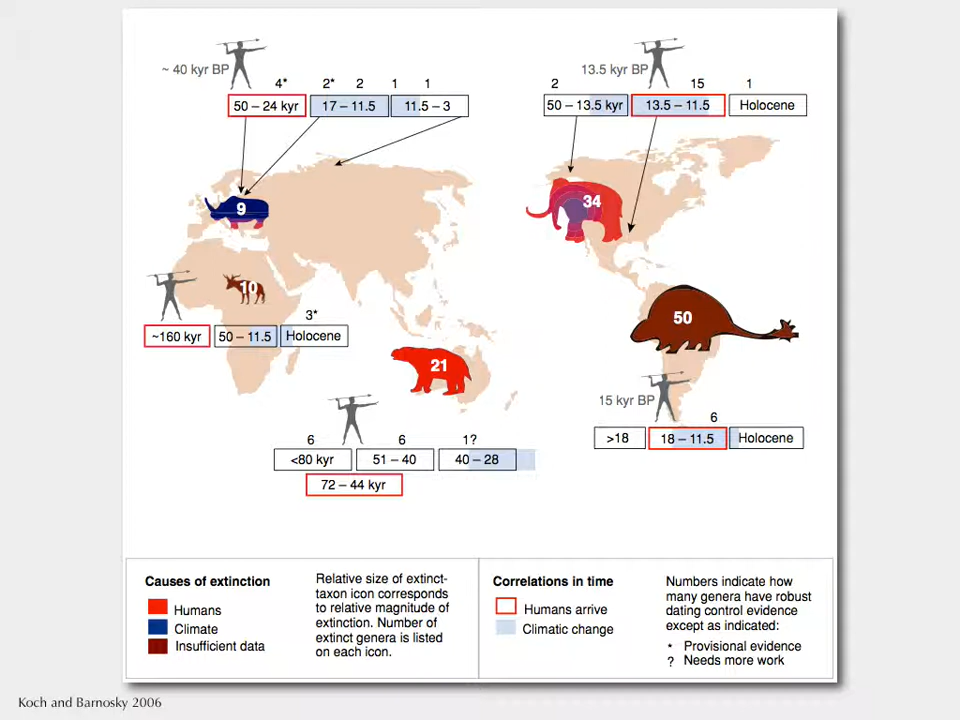 ~ 40 kyr BP
4* 2* 2 1 1
50 – 24 kyr 17 – 11.5 11.5 – 3
13.5 kyr BP
2 15 1
50 – 13.5 kyr 13.5 – 11.5 Holocene
9
34
10
50
3*
~160 kyr 50 – 11.5 Holocene
21
15 kyr BP
6
>18 18 – 11.5 Holocene
6 6 1?
<80 kyr 51 – 40 40 – 28
72 – 44 kyr
Causes of extinction
Humans
Climate
Insufficient data
Relative size of extinct-
taxon icon corresponds
to relative magnitude of
extinction. Number of
extinct genera is listed
on each icon.
Correlations in time
Humans arrive
Climatic change
Numbers indicate how
many genera have robust
dating control evidence
except as indicated:
* Provisional evidence
? Needs more work
Koch and Barnosky 2006